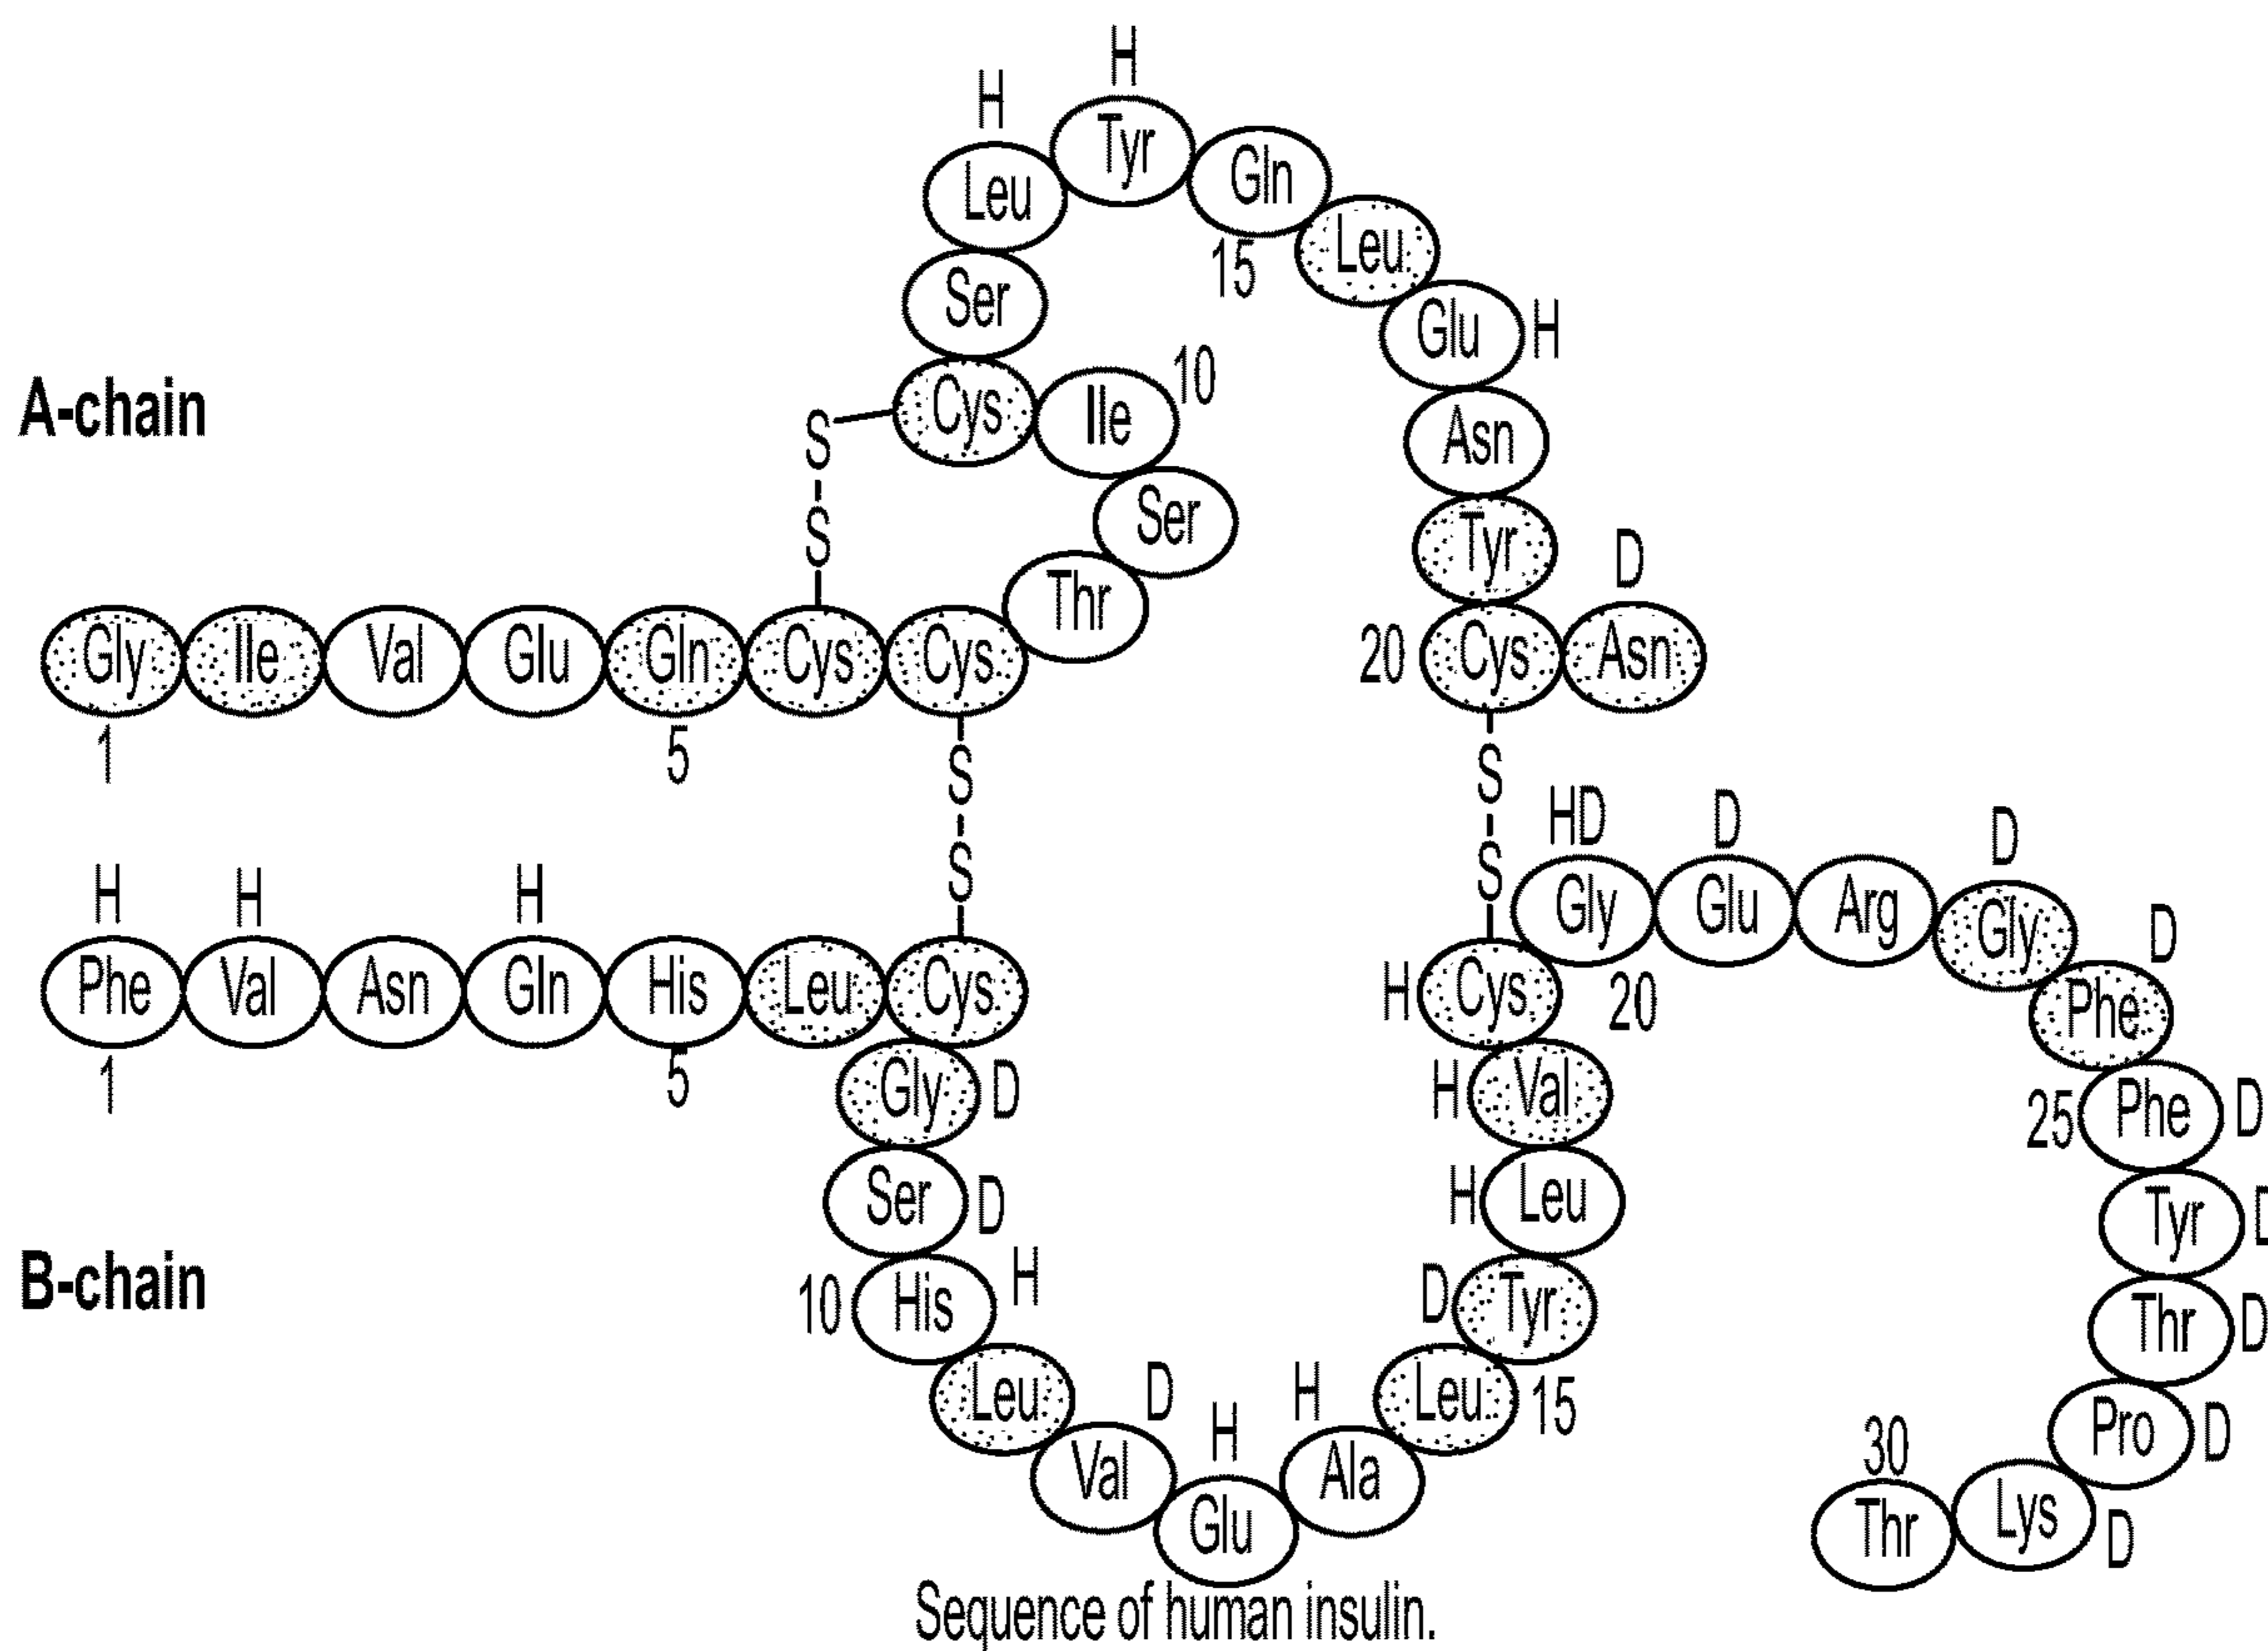 H
H
Leu Tyr Gln Leu
15
Ser Glu H
A-chain
S Cys Ile 10
Asn
S Ser
Tyr D
Gly Ile Val Glu Gln Cys Cys Thr
20 Cys Asn
1 5
S S
S S
HD D D
Gly Glu Arg Gly
20
H H H
Phe Val Asn Gln His Leu Cys
1 5
H Cys
D
Phe
Gly D
H Val
25 Phe D
Ser D
H Leu
Tyr D
B-chain
10 His H
D Tyr
Thr D
Leu D H H Leu 15
Val Glu Ala
Pro D
30
Thr Lys D
Sequence of human insulin.